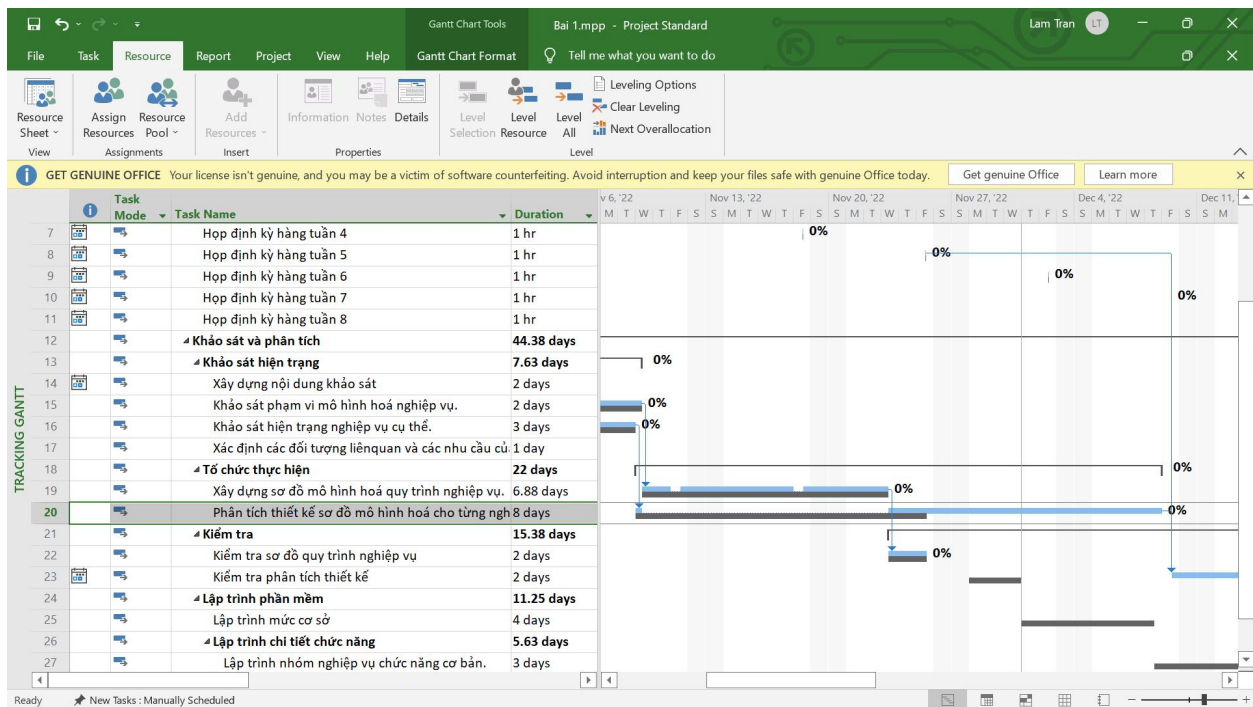 Gantt Chart Tools
Bai 1.mpp - Project Standard
Lam Tran
LT
File Task Resource Report Project View Help Gantt Chart Format Tell me what you want to do
Resource Sheet
Assign Resources
Resource Pool
Add Resources
Information
Notes
Details
Level Selection
Level Resource
Level All
Leveling Options
Clear Leveling
Next Overallocation
View Assignments Insert Properties Level
GET GENUINE OFFICE Your license isn't genuine, and you may be a victim of software counterfeiting. Avoid interruption and keep your files safe with genuine Office today. Get genuine Office Learn more
Task Mode Task Name Duration
v 6, '22 Nov 13, '22 Nov 20, '22 Nov 27, '22 Dec 4, '22 Dec 11,
M T W T F S S M T W T F S S M T W T F S S M T W T F S S M T W T F S S M
7 Họp định kỳ hàng tuần 4 1 hr 0%
8 Họp định kỳ hàng tuần 5 1 hr 0%
9 Họp định kỳ hàng tuần 6 1 hr 0%
10 Họp định kỳ hàng tuần 7 1 hr 0%
11 Họp định kỳ hàng tuần 8 1 hr
12 Khảo sát và phân tích 44.38 days
13 Khảo sát hiện trạng 7.63 days 0%
14 Xây dựng nội dung khảo sát 2 days
15 Khảo sát phạm vi mô hình hoá nghiệp vụ. 2 days 0%
16 Khảo sát hiện trạng nghiệp vụ cụ thể. 3 days 0%
17 Xác định các đối tượng liênquan và các nhu cầu củ 1 day
18 Tổ chức thực hiện 22 days 0%
19 Xây dựng sơ đồ mô hình hoá quy trình nghiệp vụ. 6.88 days 0%
20 Phân tích thiết kế sơ đồ mô hình hoá cho từng ngh 8 days 0%
21 Kiểm tra 15.38 days
22 Kiểm tra sơ đồ quy trình nghiệp vụ 2 days 0%
23 Kiểm tra phân tích thiết kế 2 days
24 Lập trình phần mềm 11.25 days
25 Lập trình mức cơ sở 4 days
26 Lập trình chi tiết chức năng 5.63 days
27 Lập trình nhóm nghiệp vụ chức năng cơ bản. 3 days
TRACKING GANTT
Ready New Tasks : Manually Scheduled